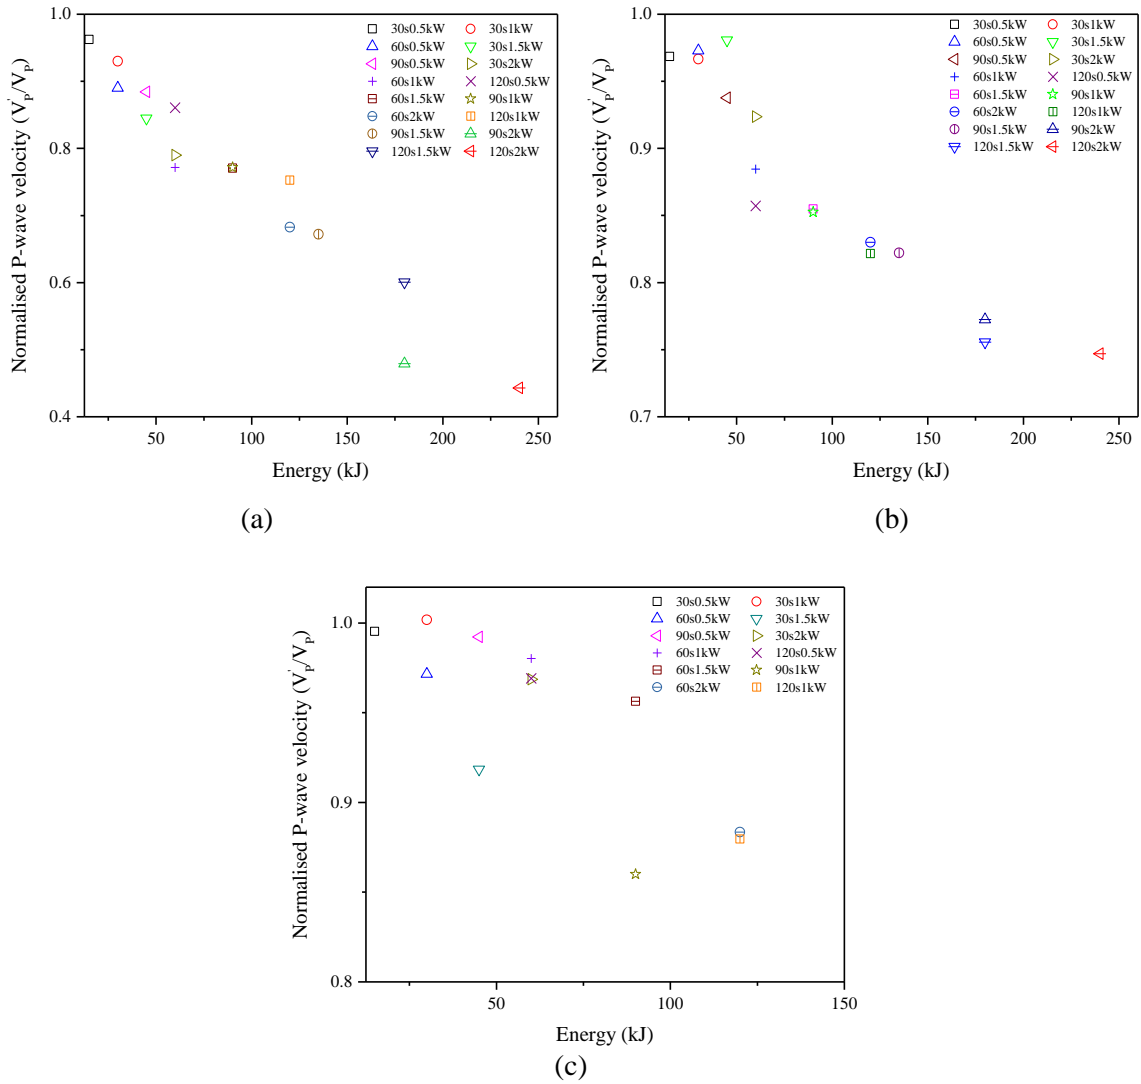 1.0
0.9
0.8
0.6
0.4
50
100
150
200
250
Normalised P-wave velocity (V'p/Vp)
Energy (kJ)
30s0.5kW 30s1kW
60s0.5kW 30s1.5kW
90s0.5kW 30s2kW
60s1kW 120s0.5kW
60s1.5kW 90s1kW
60s2kW 120s1kW
90s1.5kW 90s2kW
120s1.5kW 120s2kW
(a)
1.0
0.9
0.8
0.7
50
100
150
200
250
Normalised P-wave velocity (V'p/Vp)
Energy (kJ)
30s0.5kW 30s1kW
60s0.5kW 30s1.5kW
90s0.5kW 30s2kW
60s1kW 120s0.5kW
60s1.5kW 90s1kW
60s2kW 120s1kW
90s1.5kW 90s2kW
120s1.5kW 120s2kW
(b)
1.0
0.9
0.8
50
100
150
Normalised P-wave velocity (V'p/Vp)
Energy (kJ)
30s0.5kW 30s1kW
60s0.5kW 30s1.5kW
90s0.5kW 30s2kW
60s1kW 120s0.5kW
60s1.5kW 90s1kW
60s2kW 120s1kW
(c)